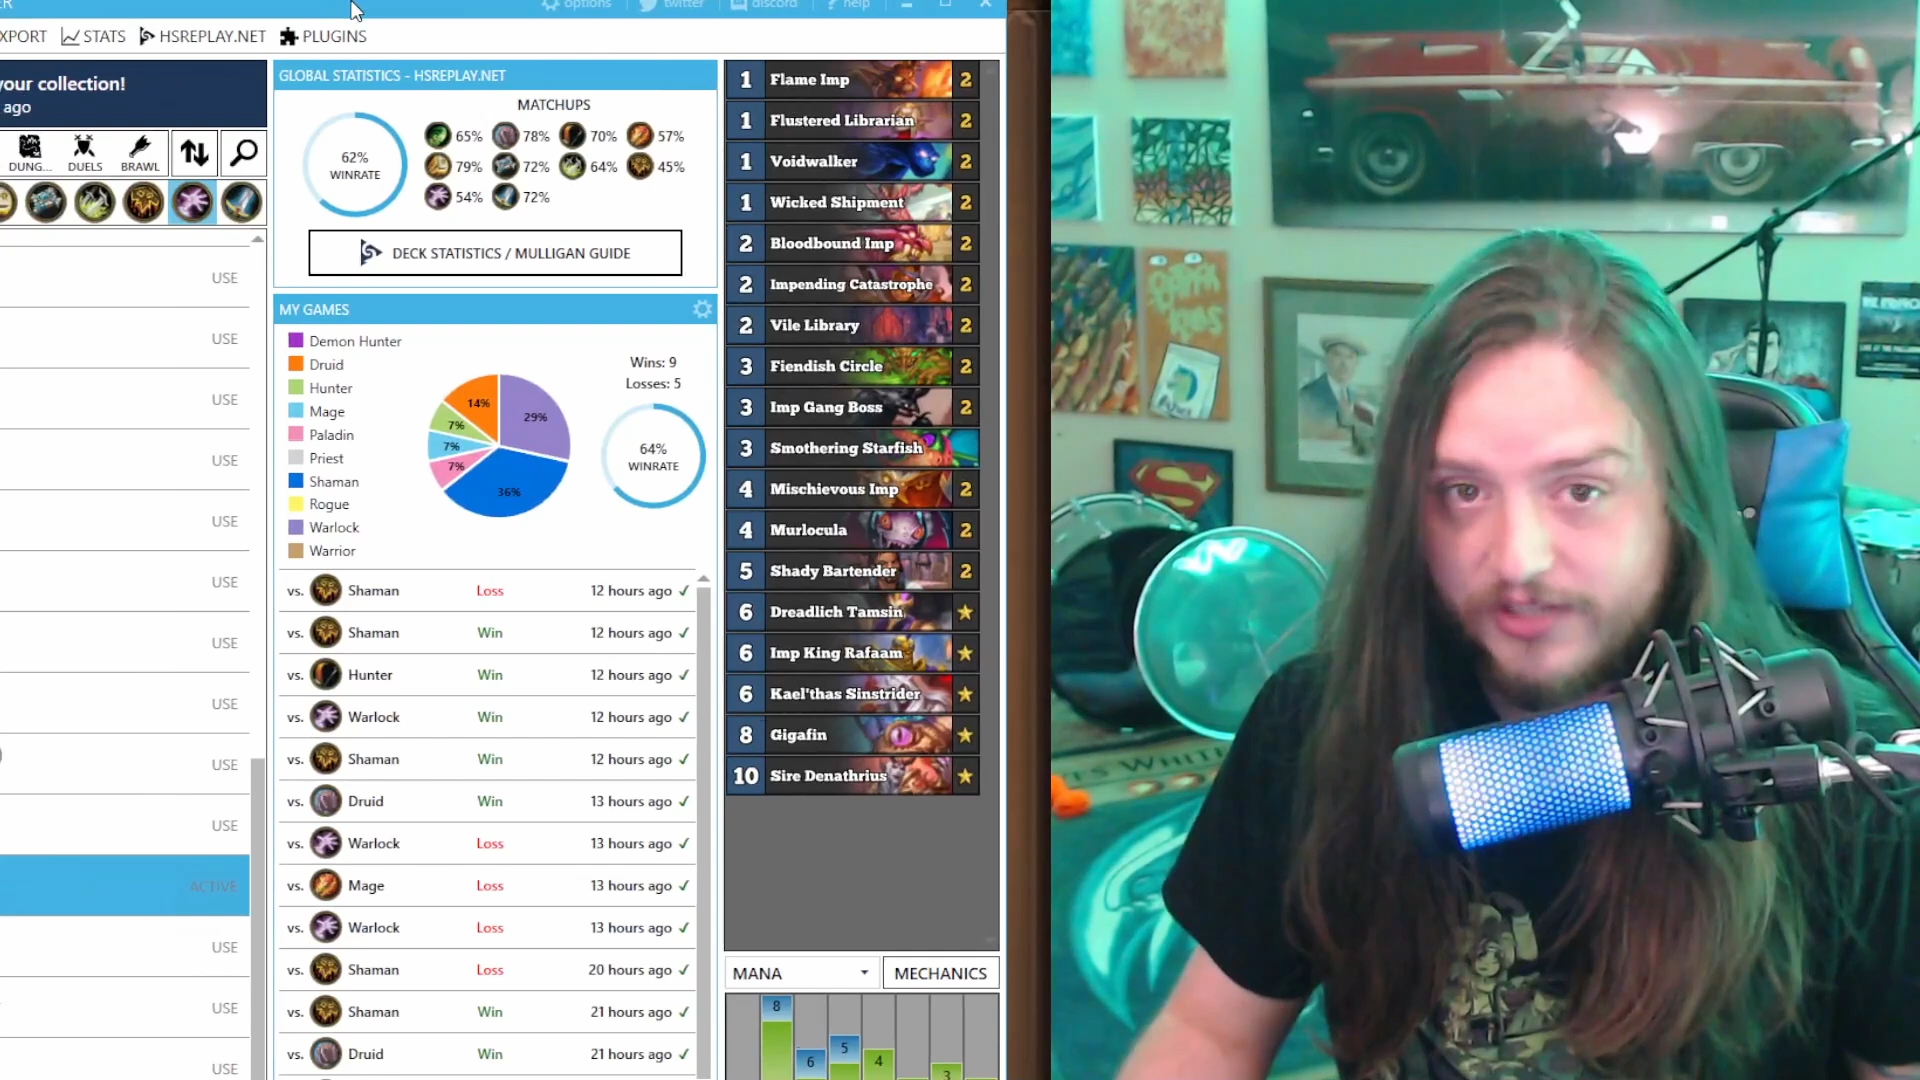 ER
options
twitter
discord
? help
XPORT
STATS
HSREPLAY.NET
PLUGINS
your collection!
ago
DUNG...
DUELS
BRAWL
USE
USE
USE
USE
USE
USE
USE
USE
USE
USE
ACTIVE
USE
USE
USE
GLOBAL STATISTICS - HSREPLAY.NET
62%
WINRATE
MATCHUPS
65% 78% 70% 57%
79% 72% 64% 45%
54% 72%
DECK STATISTICS / MULLIGAN GUIDE
MY GAMES
Demon Hunter
Druid
Hunter
Mage
Paladin
Priest
Shaman
Rogue
Warlock
Warrior
14%
29%
7%
7%
7%
36%
Wins: 9
Losses: 5
64%
WINRATE
vs. Shaman Loss 12 hours ago ✓
vs. Shaman Win 12 hours ago ✓
vs. Hunter Win 12 hours ago ✓
vs. Warlock Win 12 hours ago ✓
vs. Shaman Win 12 hours ago ✓
vs. Druid Win 13 hours ago ✓
vs. Warlock Loss 13 hours ago ✓
vs. Mage Loss 13 hours ago ✓
vs. Warlock Loss 13 hours ago ✓
vs. Shaman Loss 20 hours ago ✓
vs. Shaman Win 21 hours ago ✓
vs. Druid Win 21 hours ago ✓
1 Flame Imp 2
1 Flustered Librarian 2
1 Voidwalker 2
1 Wicked Shipment 2
2 Bloodbound Imp 2
2 Impending Catastrophe 2
2 Vile Library 2
3 Fiendish Circle 2
3 Imp Gang Boss 2
3 Smothering Starfish 2
4 Mischievous Imp 2
4 Murlocula 2
5 Shady Bartender 2
6 Dreadlich Tamsin ★
6 Imp King Rafaam ★
6 Kael'thas Sinstrider ★
8 Gigafin ★
10 Sire Denathrius ★
MANA
MECHANICS
8
6
5
4
3